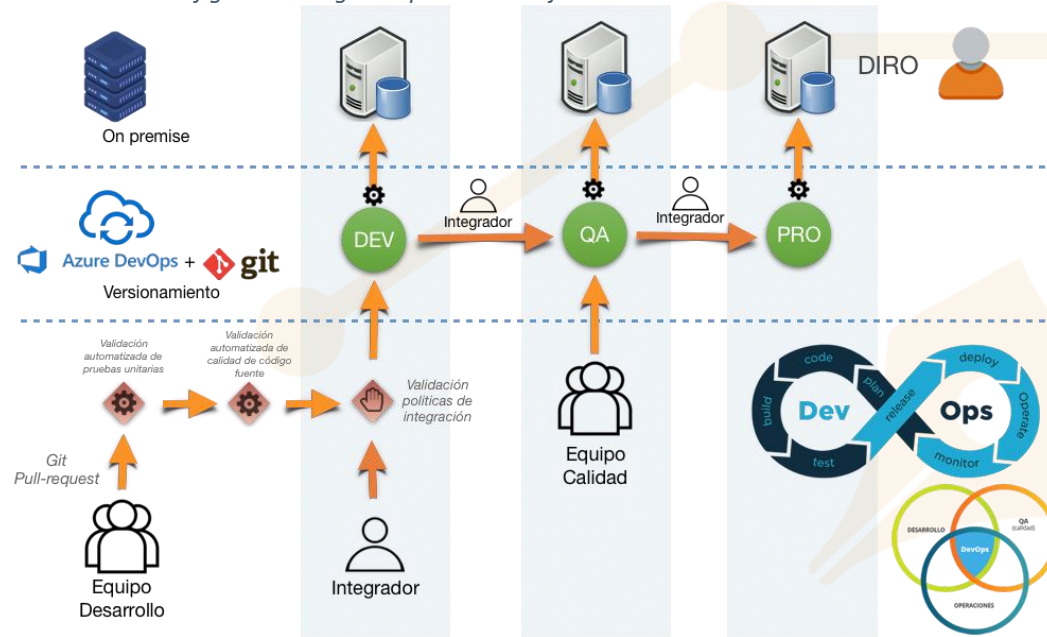 DIRO
On premise
Integrador
Integrador
DEV
QA
PRO
Azure DevOps + git
Versionamiento
Validación
automatizada de
pruebas unitarias
Validación
automatizada de
calidad de código
fuente
Validación
políticas de
integración
Git
Pull-request
Equipo
Desarrollo
Integrador
Equipo
Calidad
code
plan
release
deploy
build
Dev
Ops
Operate
test
monitor
DESARROLLO
QA
(calidad)
DevOps
OPERACIONES